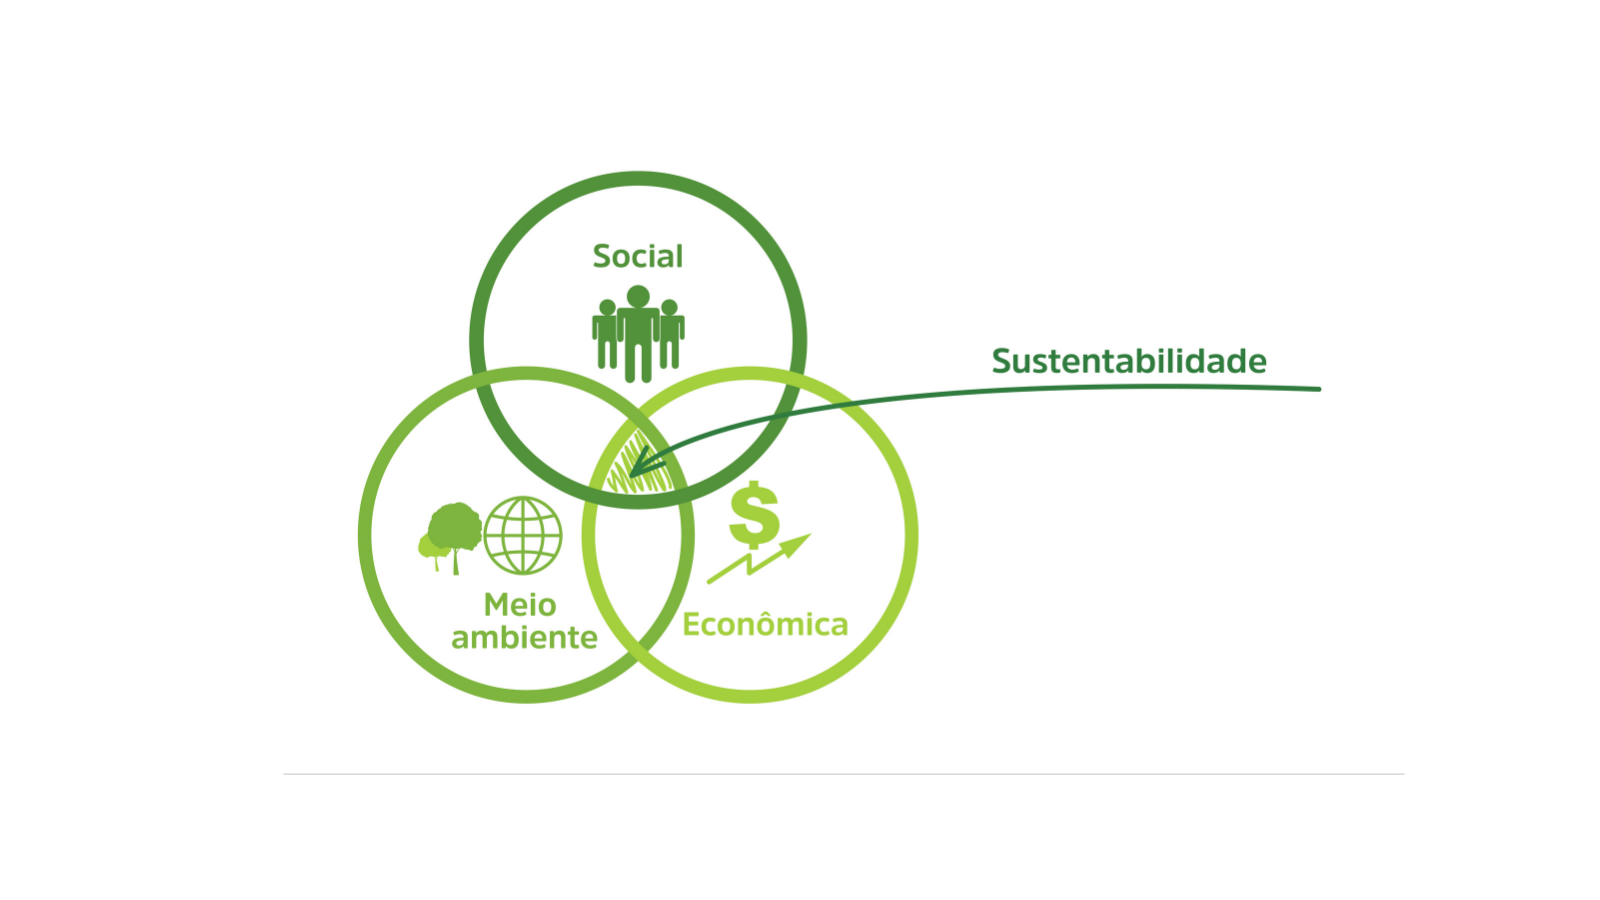 Social
Sustentabilidade
$
Meio
ambiente
Econômica